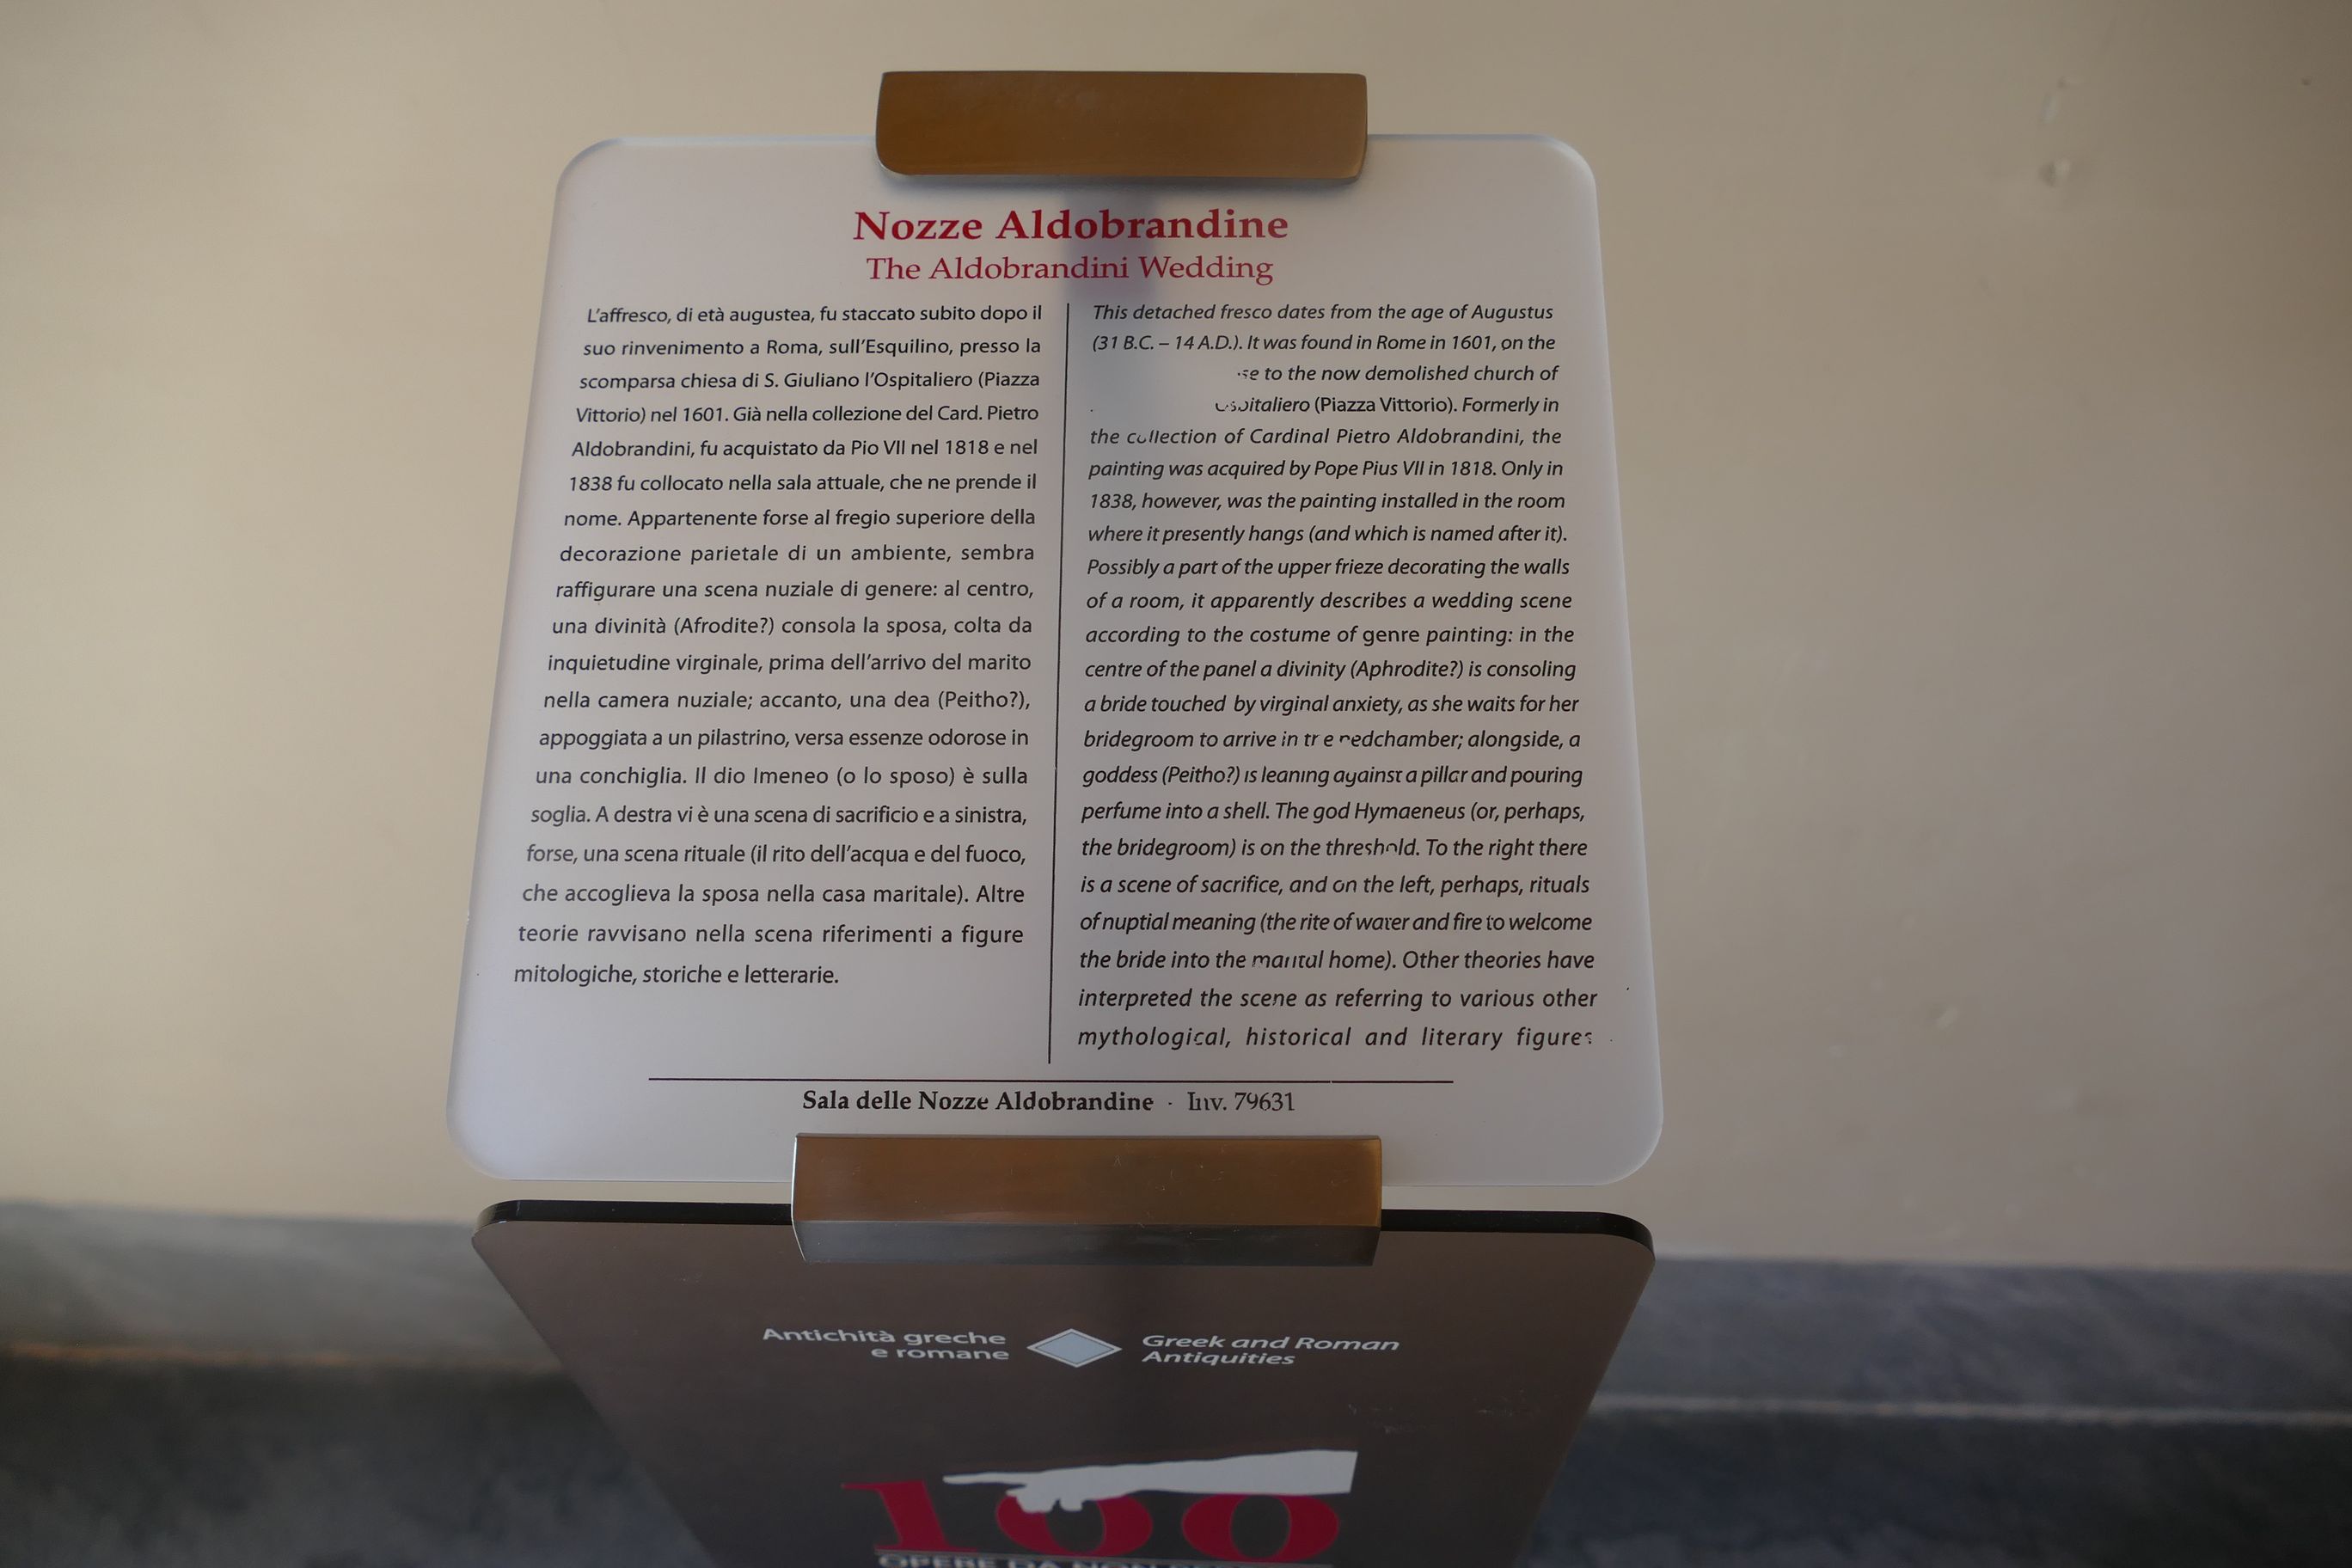 Nozze Aldobrandine
The Aldobrandini Wedding
L'affresco, di età augustea, fu staccato subito dopo il
suo rinvenimento a Roma, sull'Esquilino, presso la
scomparsa chiesa di S. Giuliano l'Ospitaliero (Piazza
Vittorio) nel 1601. Già nella collezione del Card. Pietro
Aldobrandini, fu acquistato da Pio VII nel 1818 e nel
1838 fu collocato nella sala attuale, che ne prende il
nome. Appartenente forse al fregio superiore della
decorazione parietale di un ambiente, sembra
raffigurare una scena nuziale di genere: al centro,
una divinità (Afrodite?) consola la sposa, colta da
inquietudine virginale, prima dell'arrivo del marito
nella camera nuziale; accanto, una dea (Peitho?),
appoggiata a un pilastrino, versa essenze odorose in
una conchiglia. Il dio Imeneo (o lo sposo) è sulla
soglia. A destra vi è una scena di sacrificio e a sinistra,
forse, una scena rituale (il rito dell'acqua e del fuoco,
che accoglieva la sposa nella casa maritale). Altre
teorie ravvisano nella scena riferimenti a figure
mitologiche, storiche e letterarie.
This detached fresco dates from the age of Augustus
(31 B.C. – 14 A.D.). It was found in Rome in 1601, on the
to the now demolished church of
(Piazza Vittorio). Formerly in
the collection of Cardinal Pietro Aldobrandini, the
painting was acquired by Pope Pius VII in 1818. Only in
1838, however, was the painting installed in the room
where it presently hangs (and which is named after it).
Possibly a part of the upper frieze decorating the walls
of a room, it apparently describes a wedding scene
according to the costume of genre painting: in the
centre of the panel a divinity (Aphrodite?) is consoling
a bride touched by virginal anxiety, as she waits for her
bridegroom to arrive in the bedchamber; alongside, a
goddess (Peitho?) is leaning against a pillar and pouring
perfume into a shell. The god Hymaeneus (or, perhaps,
the bridegroom) is on the threshold. To the right there
is a scene of sacrifice, and on the left, perhaps, rituals
of nuptial meaning (the rite of water and fire to welcome
the bride into the marital home). Other theories have
interpreted the scene as referring to various other
mythological, historical and literary figures
Sala delle Nozze Aldobrandine · Inv. 79631
Antichità greche
e romane
Greek and Roman
Antiquities
100
OPERE DA NON